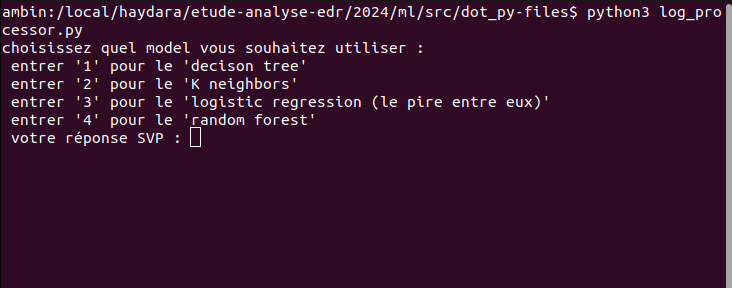 ambin:/local/haydara/etude-analyse-edr/2024/ml/src/dot_py-files$ python3 log_pro
cessor.py
choisissez quel model vous souhaitez utiliser :
 entrer '1' pour le 'decison tree'
 entrer '2' pour le 'K neighbors'
 entrer '3' pour le 'logistic regression (le pire entre eux)'
 entrer '4' pour le 'random forest'
 votre réponse SVP :